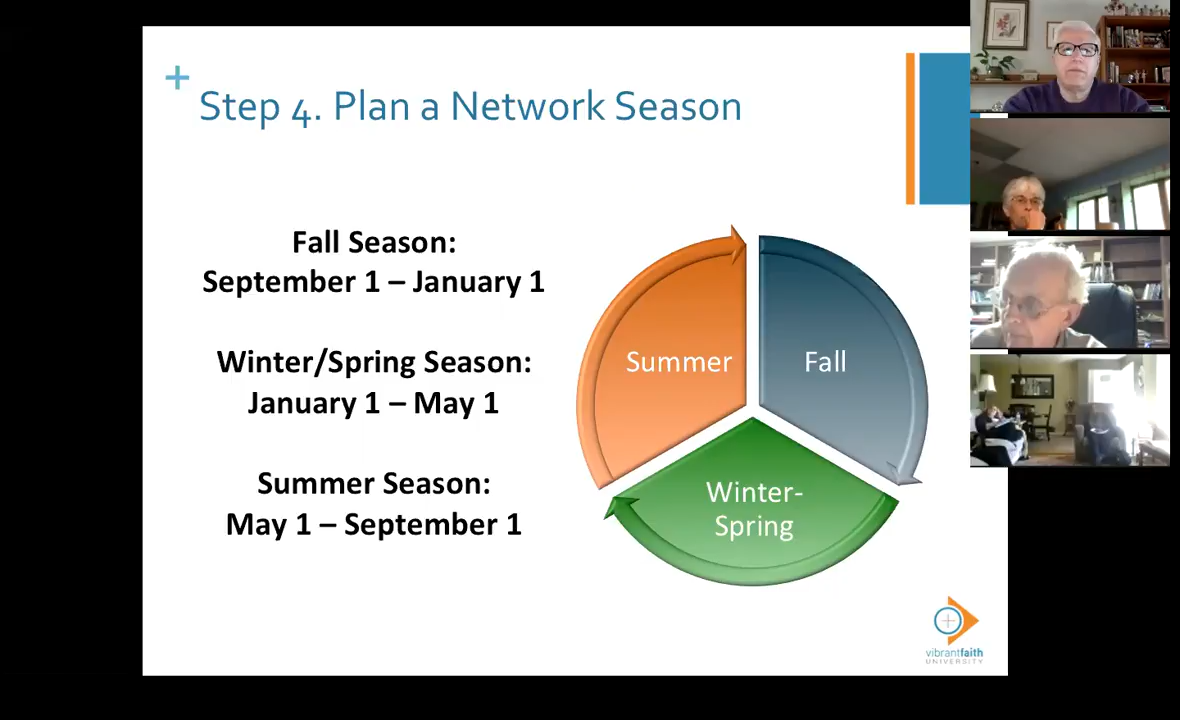 +
Step 4. Plan a Network Season
Fall Season:
September 1 – January 1
Winter/Spring Season:
January 1 – May 1
Summer Season:
May 1 – September 1
Summer
Fall
Winter-
Spring
vibrantfaith
UNIVERSITY